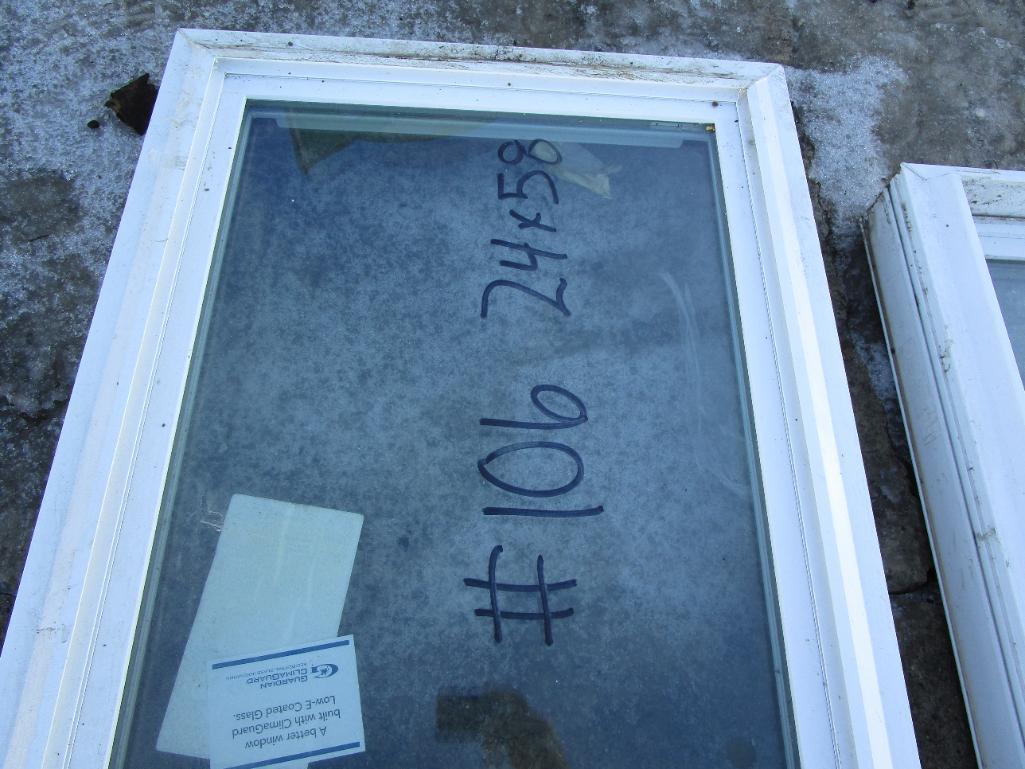 #106 24x58
GUARDIAN
CLIMAGUARD
A better window
built with ClimaGuard
Low-E Coated Glass.